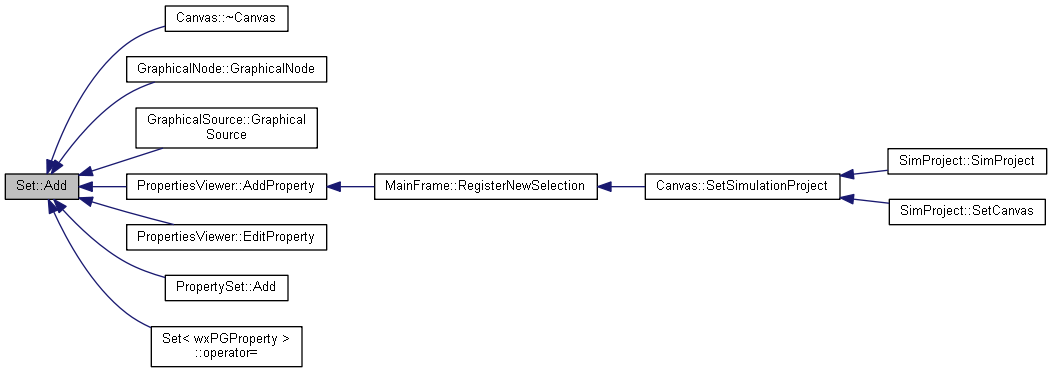 Canvas::~Canvas
GraphicalNode::GraphicalNode
GraphicalSource::Graphical
Source
Set::Add
PropertiesViewer::AddProperty
MainFrame::RegisterNewSelection
Canvas::SetSimulationProject
SimProject::SimProject
SimProject::SetCanvas
PropertiesViewer::EditProperty
PropertySet::Add
Set< wxPGProperty >
::operator=